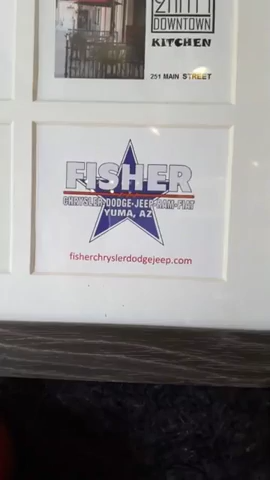 DOWNTOWN
KITCHEN
251 MAIN STREET
FISHER
CHRYSLER-DODGE-JEEP-RAM-FIAT
YUMA, AZ
fisherchryslerdodgejeep.com